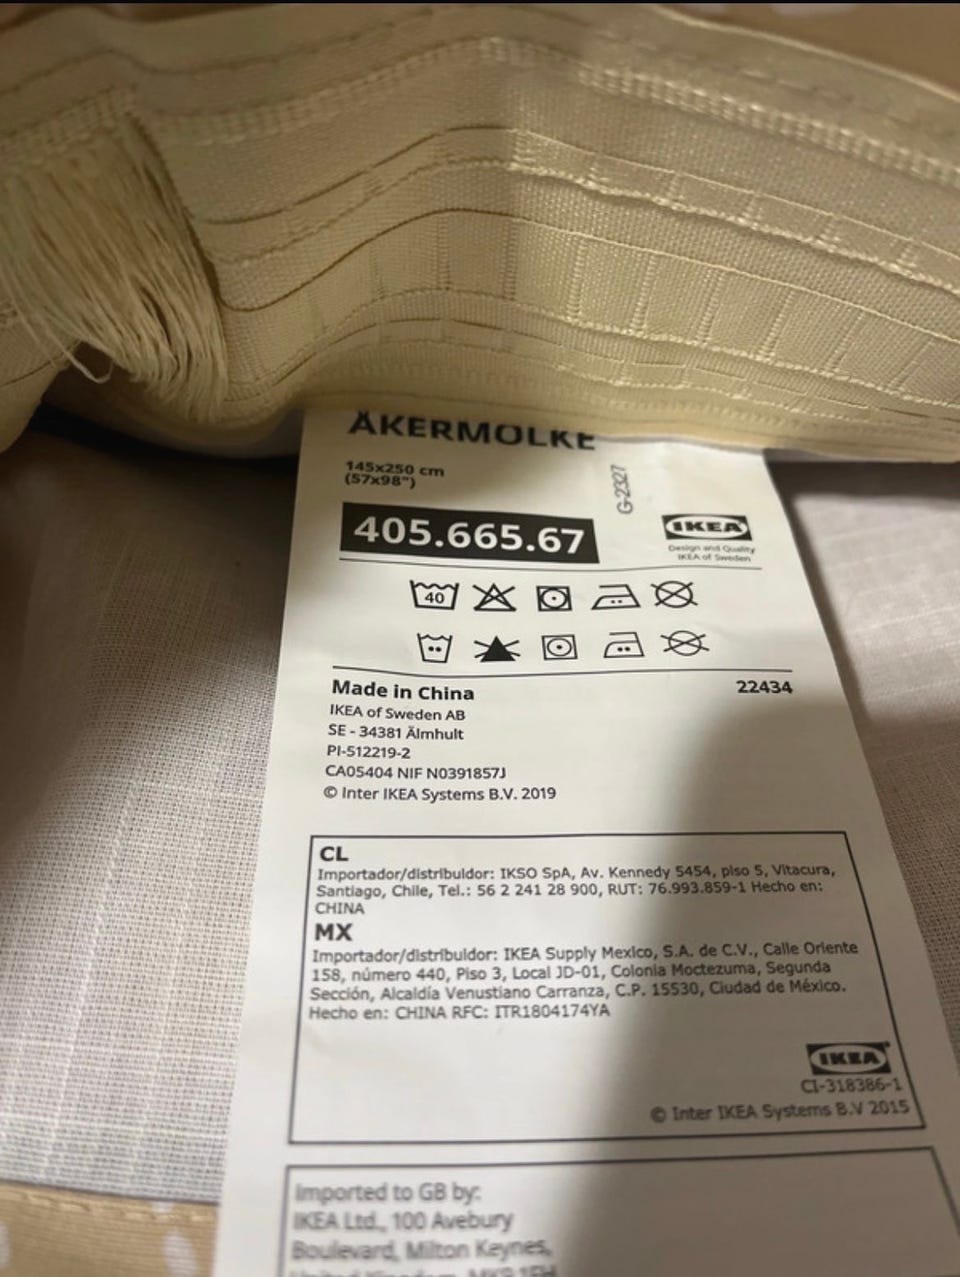 ÅKERMOLKE
145x250 cm
(57x98")
G-2327
405.665.67
IKEA
Design and Quality
IKEA of Sweden
40
Made in China
22434
IKEA of Sweden AB
SE - 34381 Älmhult
PI-512219-2
CA05404 NIF N0391857J
© Inter IKEA Systems B.V. 2019
CL
Importador/distribuidor: IKSO SpA, Av. Kennedy 5454, piso 5, Vitacura,
Santiago, Chile, Tel.: 56 2 241 28 900, RUT: 76.993.859-1 Hecho en:
CHINA
MX
Importador/distribuidor: IKEA Supply Mexico, S.A. de C.V., Calle Oriente
158, número 440, Piso 3, Local JD-01, Colonia Moctezuma, Segunda
Sección, Alcaldía Venustiano Carranza, C.P. 15530, Ciudad de México.
Hecho en: CHINA RFC: ITR1804174YA
IKEA
CI-318386-1
© Inter IKEA Systems B.V 2015
Imported to GB by:
IKEA Ltd., 100 Avebury
Boulevard, Milton Keynes,
United Kingdom, MK9 1FH